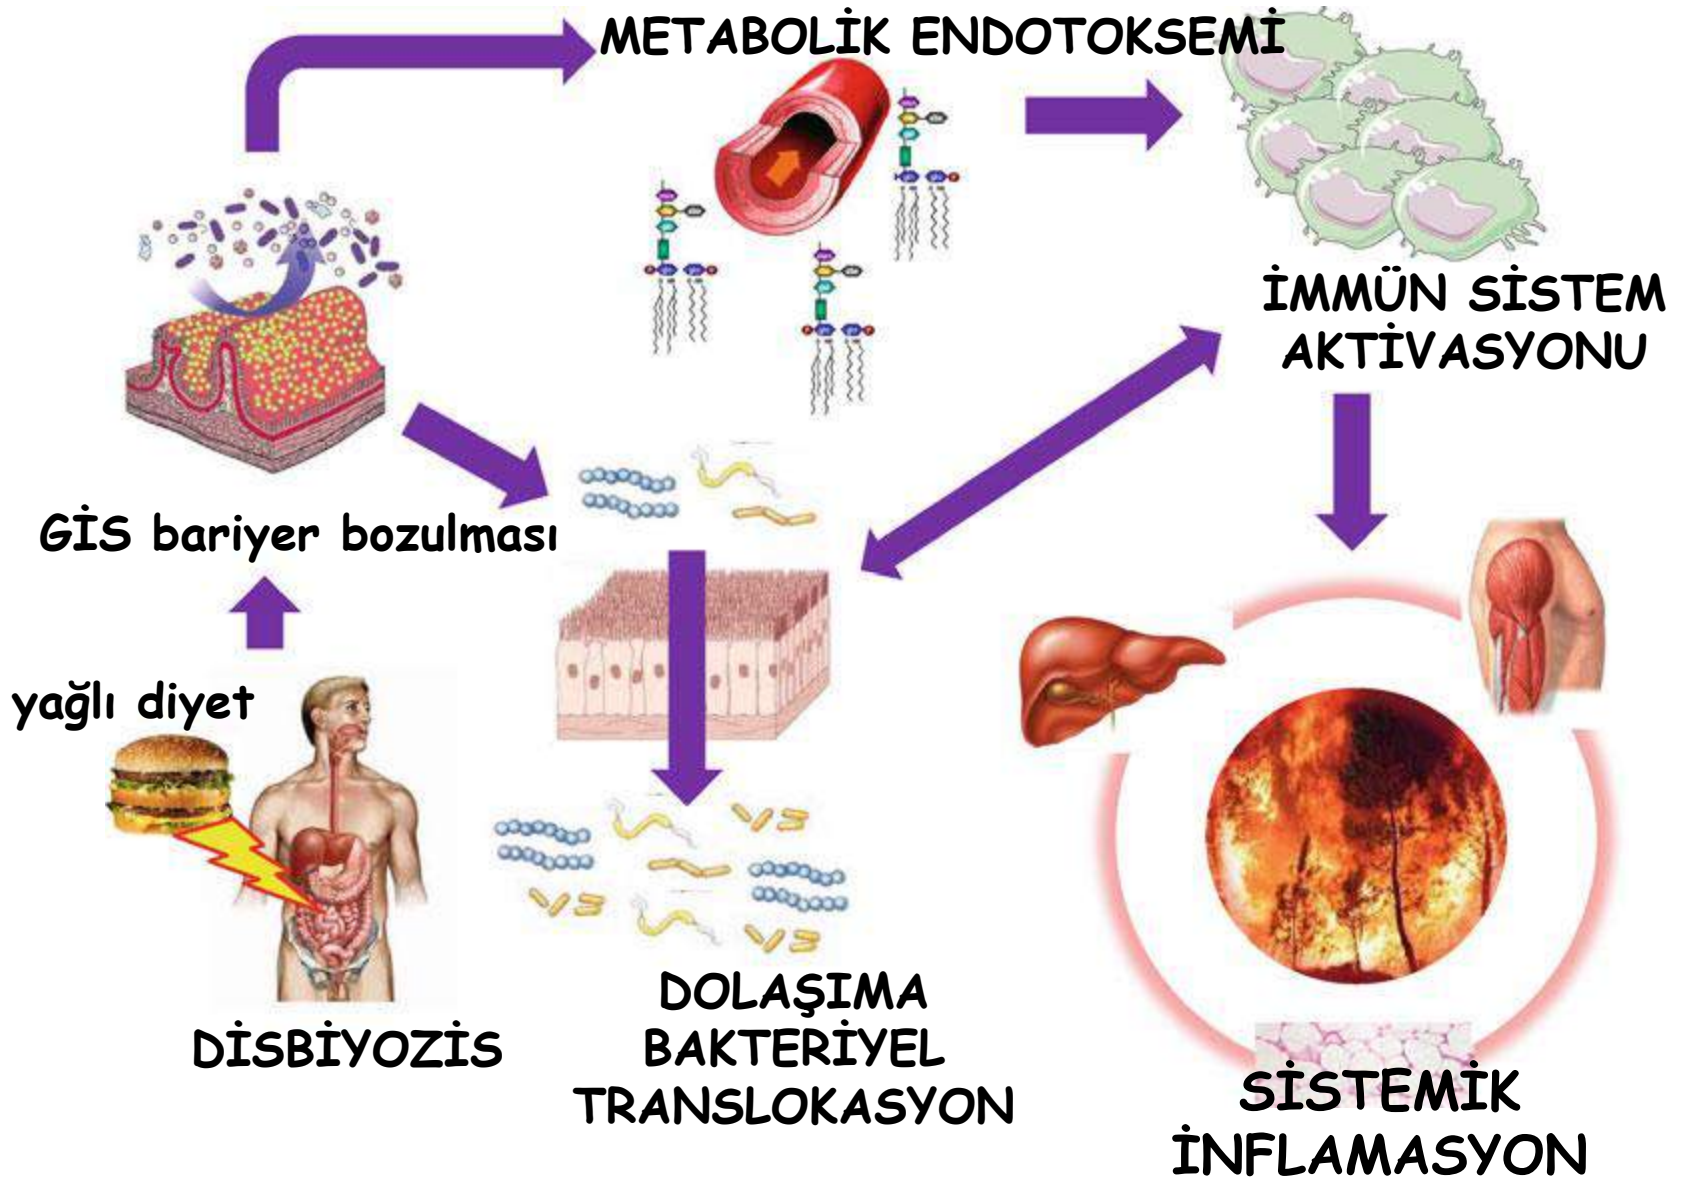 METABOLİK ENDOTOKSEMİ
İMMÜN SİSTEM
AKTİVASYONU
GİS bariyer bozulması
yağlı diyet
DİSBİYOZİS
DOLAŞIMA
BAKTERİYEL
TRANSLOKASYON
SİSTEMİK
İNFLAMASYON